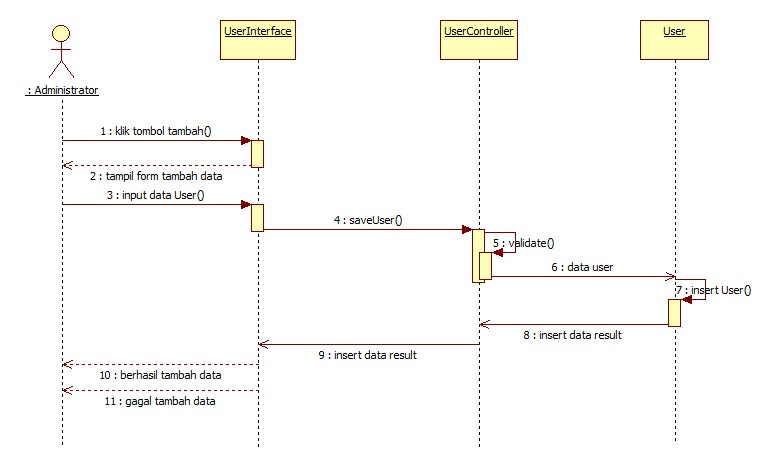 UserInterface
UserController
User
: Administrator
1 : klik tombol tambah()
2 : tampil form tambah data
3 : input data User()
4 : saveUser()
5 : validate()
6 : data user
7 : insert User()
8 : insert data result
9 : insert data result
10 : berhasil tambah data
11 : gagal tambah data